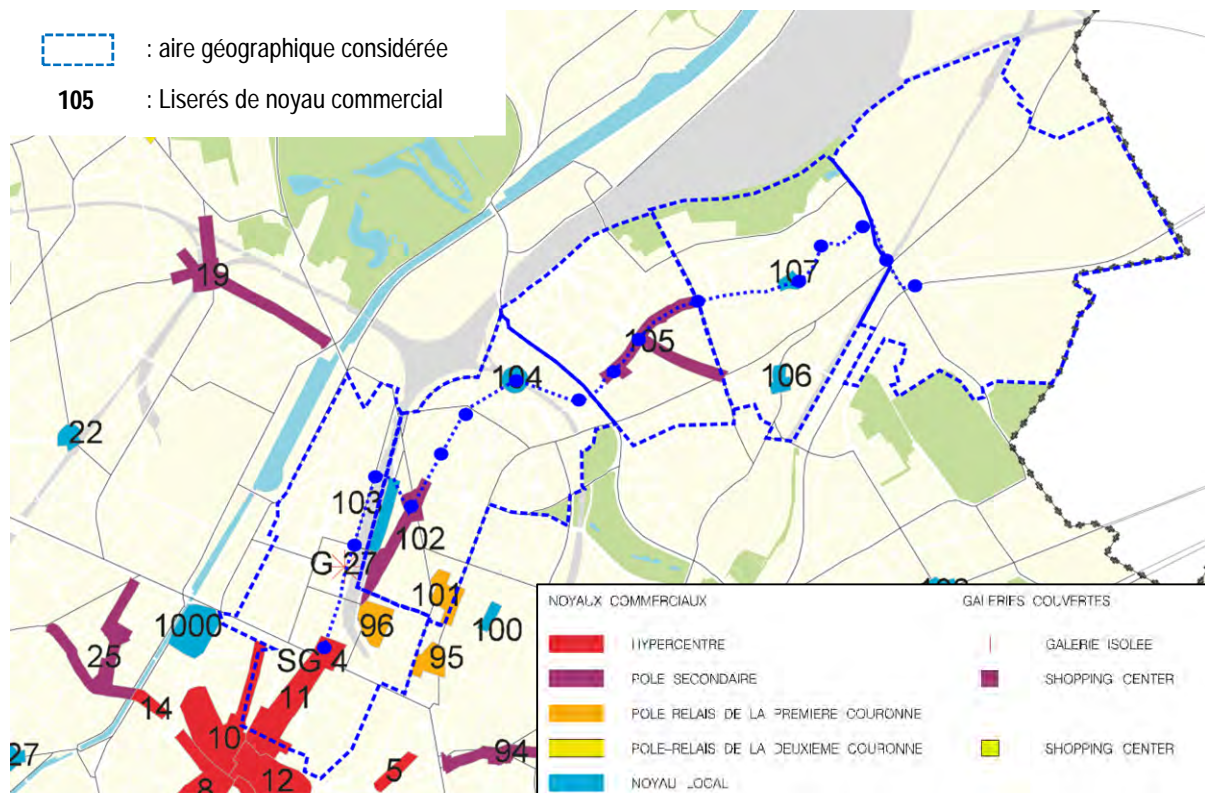 : aire géographique considérée
105 : Liserés de noyau commercial
19
107
105
104
106
22
103
102
G 27
101
1000
96
100
SG 4
95
25
11
14
10
27
94
12
5
8
NOYAUX COMMERCIAUX
GALERIES COUVERTES
HYPERCENTRE
GALERIE ISOLEE
POLE SECONDAIRE
SHOPPING CENTER
POLE RELAIS DE LA PREMIERE COURONNE
POLE-RELAIS DE LA DEUXIEME COURONNE
SHOPPING CENTER
NOYAU LOCAL